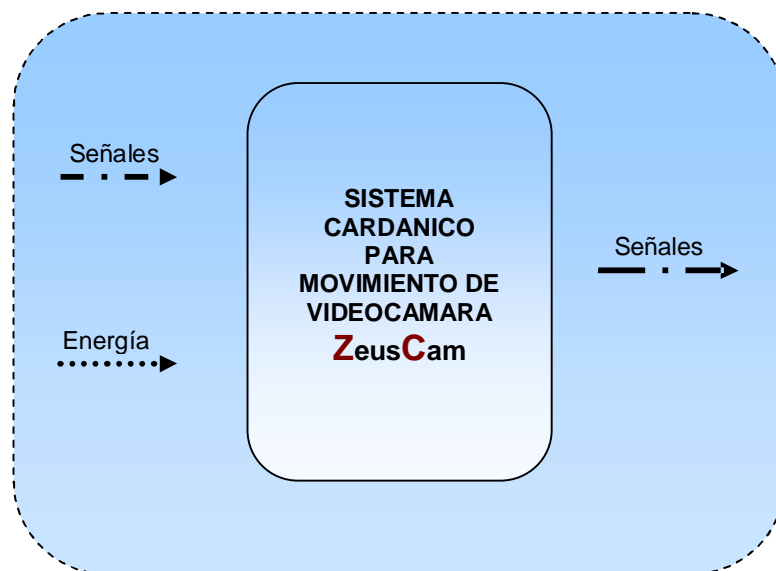 Señales
Energía
SISTEMA
CARDANICO
PARA
MOVIMIENTO DE
VIDEOCAMARA
ZeusCam
Señales